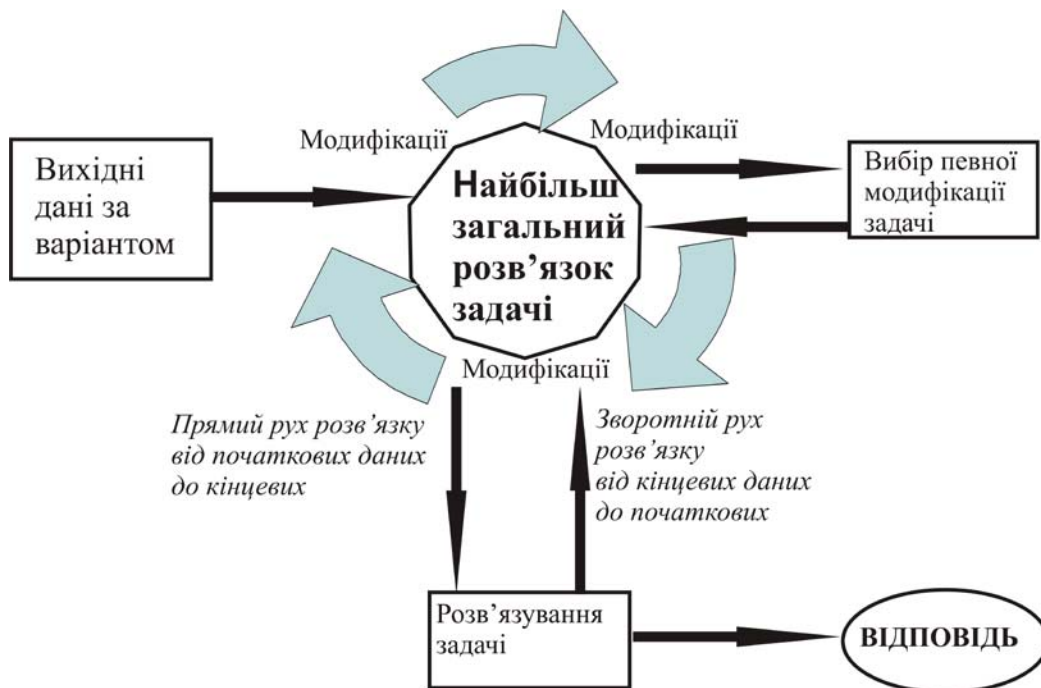 Модифікації
Модифікації
Вихідні
дані за
варіантом
Найбільш
загальний
розв’язок
задачі
Вибір певної
модифікації
задачі
Модифікації
Прямий рух розв’язку
від початкових даних
до кінцевих
Зворотній рух
розв’язку
від кінцевих даних
до початкових
Розв’язування
задачі
ВІДПОВІДЬ